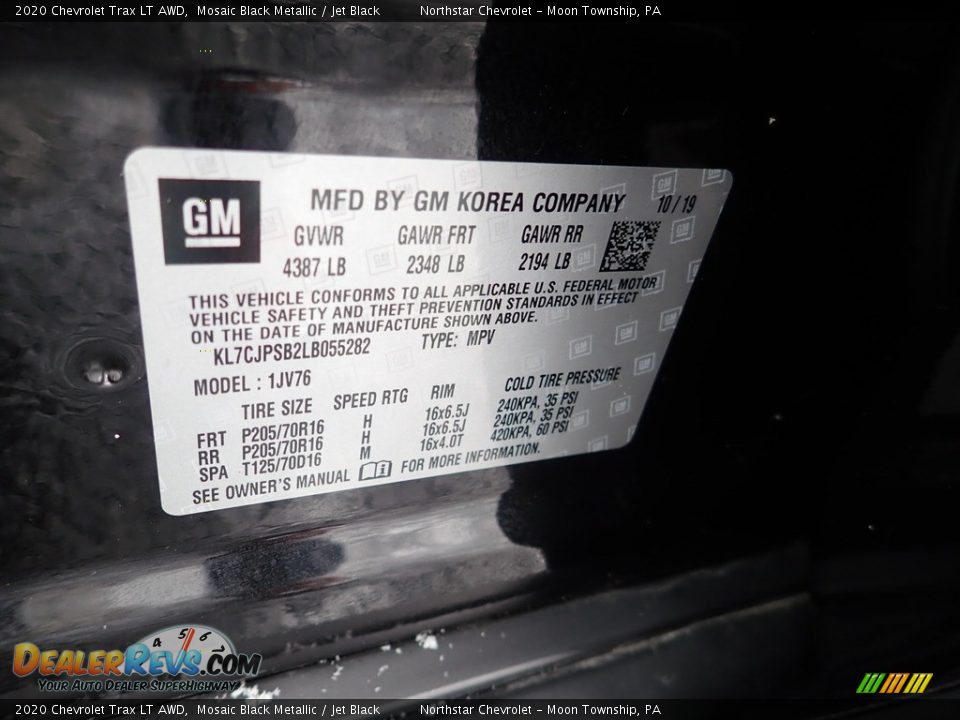 2020 Chevrolet Trax LT AWD, Mosaic Black Metallic / Jet Black Northstar Chevrolet - Moon Township, PA
GM
MFD BY GM KOREA COMPANY 10/19
GVWR GAWR FRT GAWR RR
4387 LB 2348 LB 2194 LB
THIS VEHICLE CONFORMS TO ALL APPLICABLE U.S. FEDERAL MOTOR
VEHICLE SAFETY AND THEFT PREVENTION STANDARDS IN EFFECT
ON THE DATE OF MANUFACTURE SHOWN ABOVE.
KL7CJPSB2LB055282 TYPE: MPV
MODEL : 1JV76
TIRE SIZE SPEED RTG RIM COLD TIRE PRESSURE
FRT P205/70R16 H 16x6.5J 240KPA, 35 PSI
RR P205/70R16 H 16x6.5J 240KPA, 35 PSI
SPA T125/70D16 M 16x4.0T 420KPA, 60 PSI
SEE OWNER'S MANUAL FOR MORE INFORMATION.
4 5 6
DealerRevs.com
Your Auto Dealer SuperHighway
2020 Chevrolet Trax LT AWD, Mosaic Black Metallic / Jet Black Northstar Chevrolet - Moon Township, PA